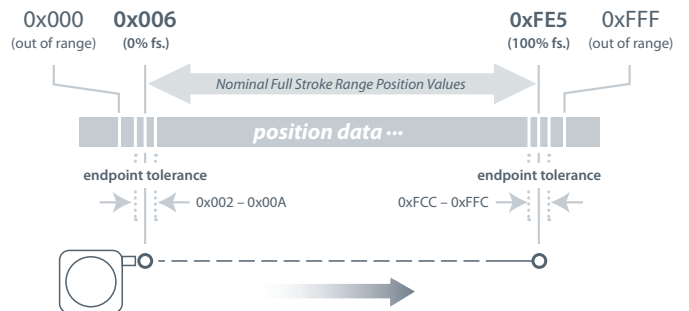 0x000 0x006 0xFE5 0xFFF
(out of range) (0% fs.) (100% fs.) (out of range)
Nominal Full Stroke Range Position Values
position data ···
endpoint tolerance endpoint tolerance
0x002 – 0x00A 0xFCC – 0xFFC